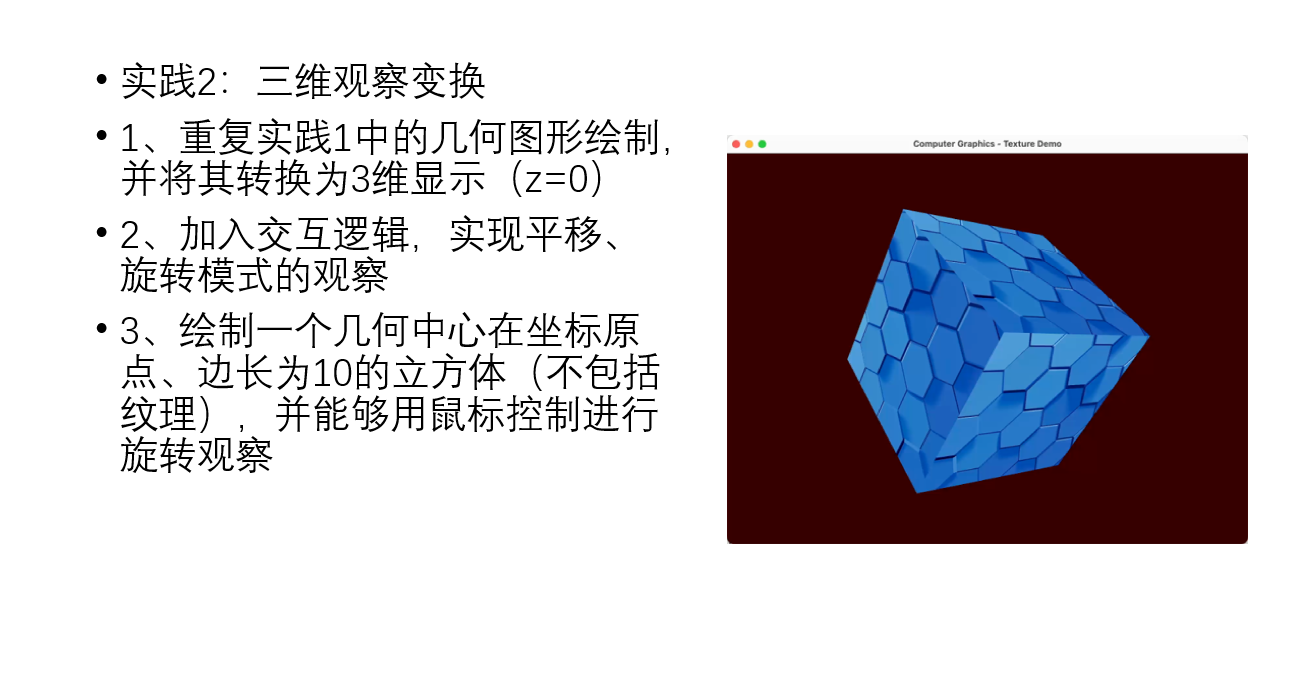 • 实践2：三维观察变换
• 1、重复实践1中的几何图形绘制，
并将其转换为3维显示（z=0）
• 2、加入交互逻辑，实现平移、
旋转模式的观察
• 3、绘制一个几何中心在坐标原
点、边长为10的立方体（不包括
纹理），并能够用鼠标控制进行
旋转观察
Computer Graphics - Texture Demo